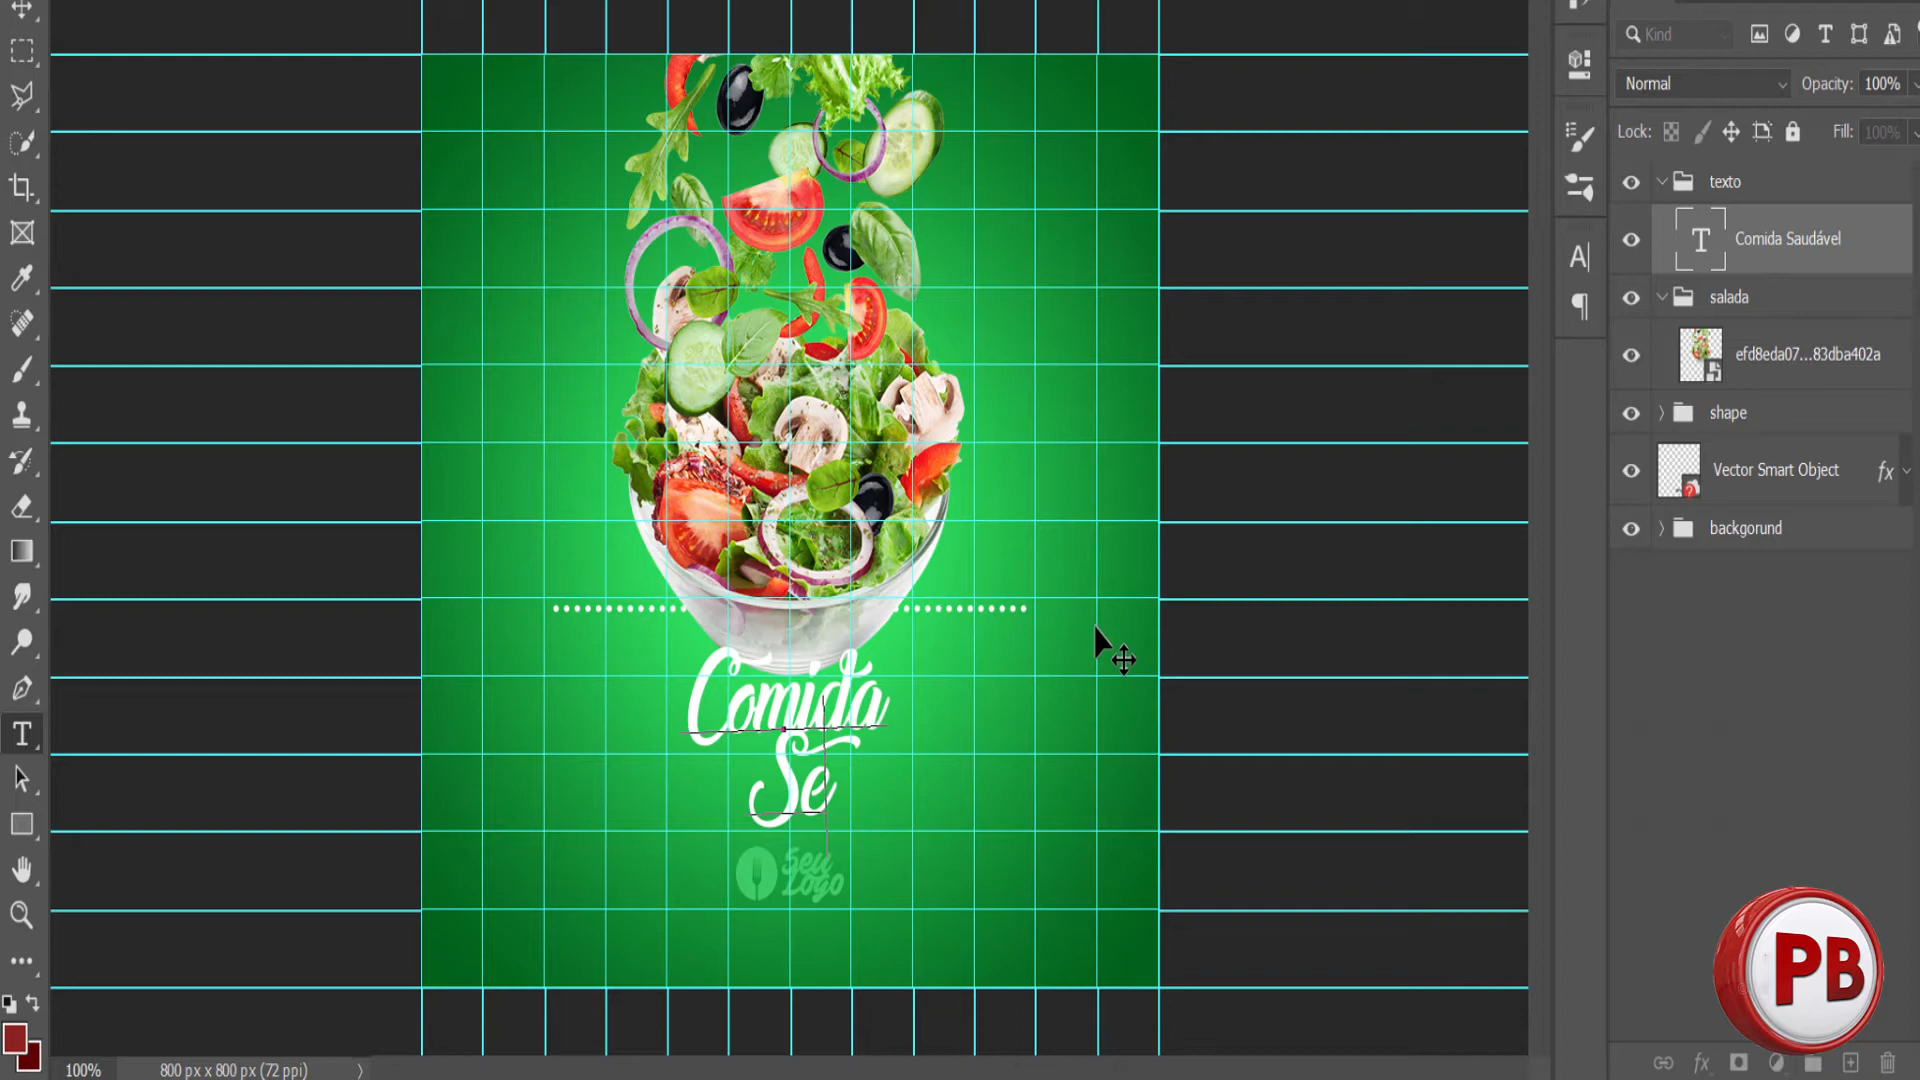 Kind
Normal
Opacity: 100%
Lock:
Fill: 100%
texto
T
Comida Saudável
salada
efd8eda07...83dba402a
shape
Vector Smart Object
fx
backgorund
Comida
Se
Seu
Logo
PB
100%
800 px x 800 px (72 ppi)
fx